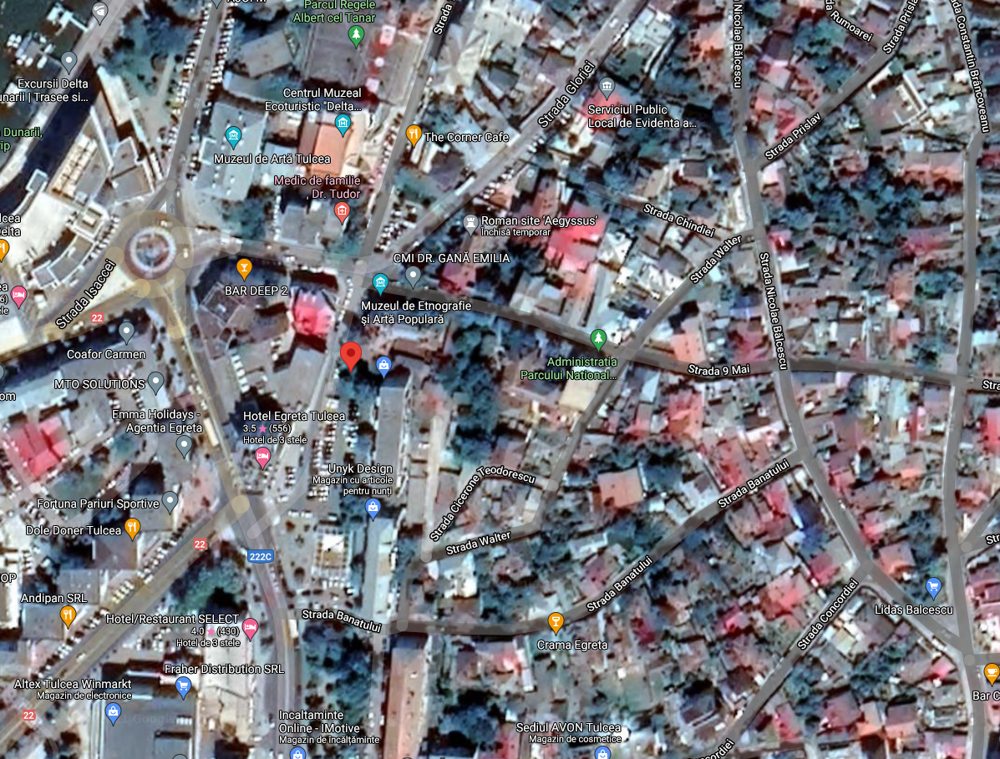 Parcul Regele
Albert cel Tanar
Strada
Nicolae Bălcescu
Rumoarei
Strada Prislav
Constantin Brâncoveanu
Excursii Delta
Dunarii | Trasee si...
Centrul Muzeal
Ecoturistic "Delta...
Strada Gloriei
Serviciul Public
Local de Evidenta a...
Strada Prislav
Dunarii,
The Corner Cafe
Muzeul de Artă Tulcea
Medic de familie
, Dr. Tudor
Strada Chindiei
Roman site 'Aegyssus'
Închisă temporar
Strada Walter
CMI DR. GANĂ EMILIA
Strada Isaccei
BAR DEEP 2
Strada Nicolae Bălcescu
Muzeul de Etnografie
și Artă Populară
22
Coafor Carmen
Administratia
Parcului National...
Strada 9 Mai
MTO SOLUTIONS
Emma Holidays -
Agentia Egreta
Hotel Egreta Tulcea
3.5 ★ (556)
Hotel de 3 stele
Unyk Design
Magazin cu articole
pentru nunți
Strada Cicerone Teodorescu
Strada Banatului
Fortuna Pariuri Sportive
Dole Doner Tulcea
Strada Walter
22
222C
Andipan SRL
Strada Banatului
Strada Banatului
Hotel/Restaurant SELECT
4.0 ★ (430)
Hotel de 3 stele
Crama Egreta
Strada Concordiei
Lidas Balcescu
Fraher Distribution SRL
Altex Tulcea Winmarkt
Magazin de electronice
22
Incaltaminte
Online - IMotive
Magazin de încălțăminte
Sediul AVON Tulcea
Magazin de cosmetice
Bar C